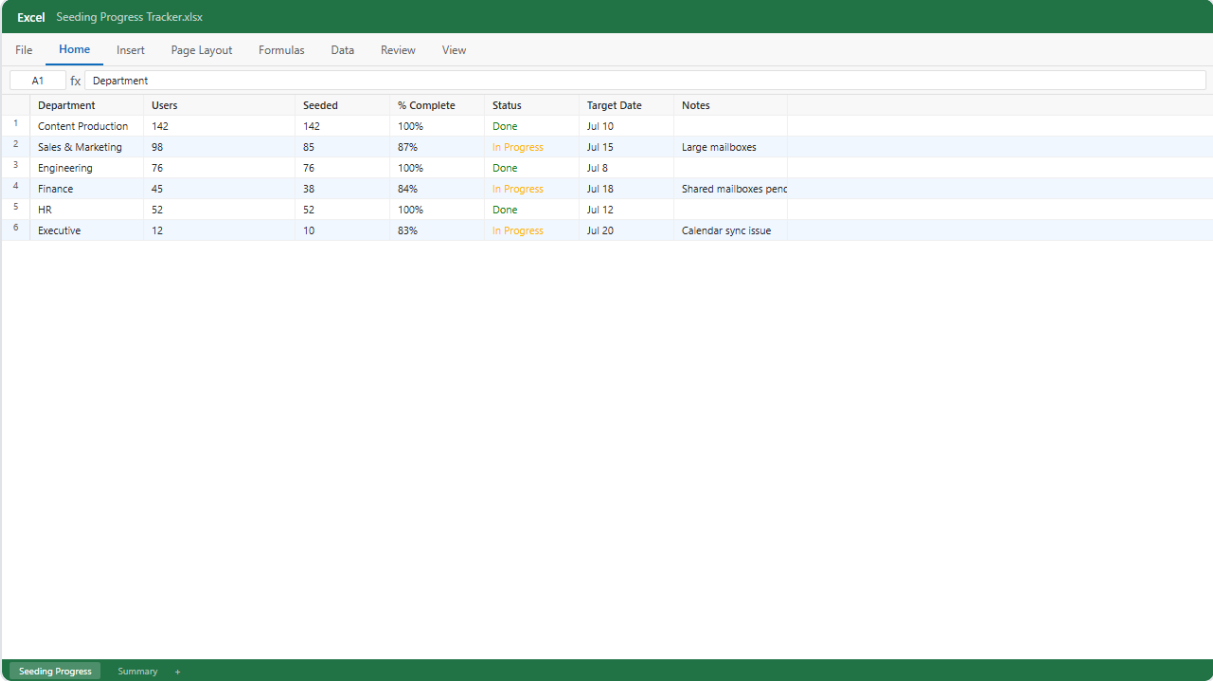 Excel Seeding Progress Tracker.xlsx
File Home Insert Page Layout Formulas Data Review View
A1 fx Department
Department Users Seeded % Complete Status Target Date Notes
1 Content Production 142 142 100% Done Jul 10
2 Sales & Marketing 98 85 87% In Progress Jul 15 Large mailboxes
3 Engineering 76 76 100% Done Jul 8
4 Finance 45 38 84% In Progress Jul 18 Shared mailboxes penc
5 HR 52 52 100% Done Jul 12
6 Executive 12 10 83% In Progress Jul 20 Calendar sync issue
Seeding Progress Summary +